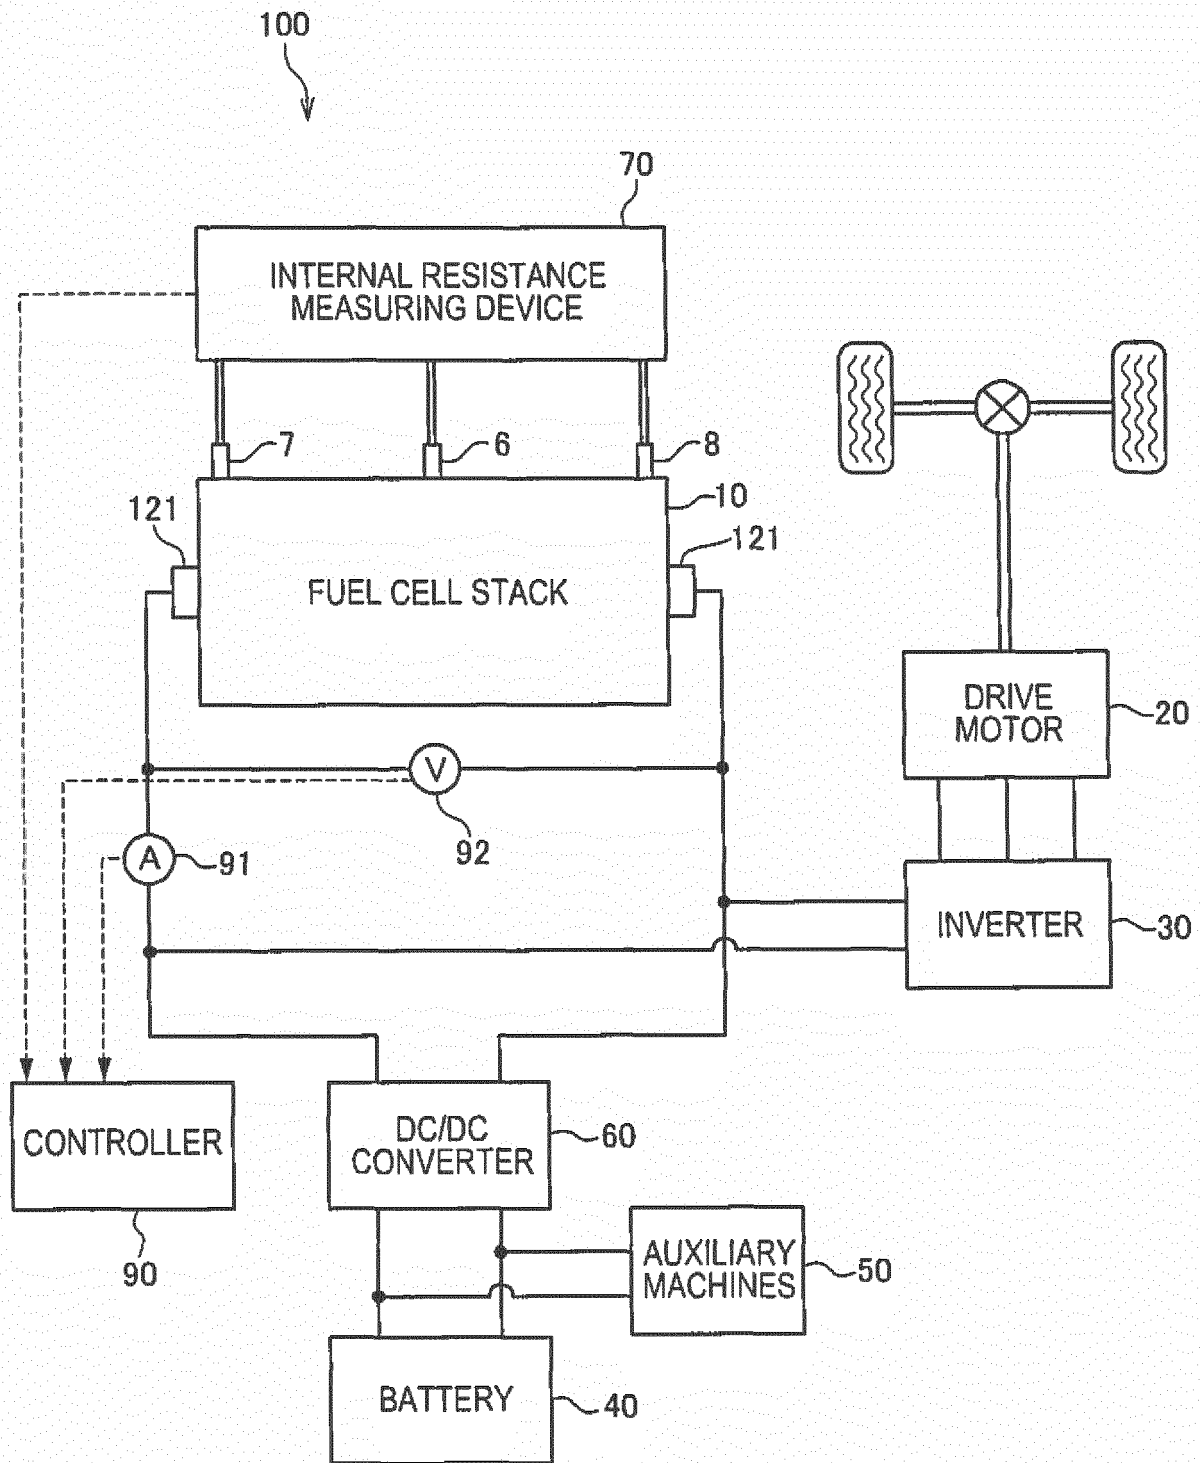 100
70
INTERNAL RESISTANCE
MEASURING DEVICE
7
6
8
10
121
121
FUEL CELL STACK
DRIVE
MOTOR
20
V
92
A
91
INVERTER
30
CONTROLLER
90
DC/DC
CONVERTER
60
AUXILIARY
MACHINES
50
BATTERY
40